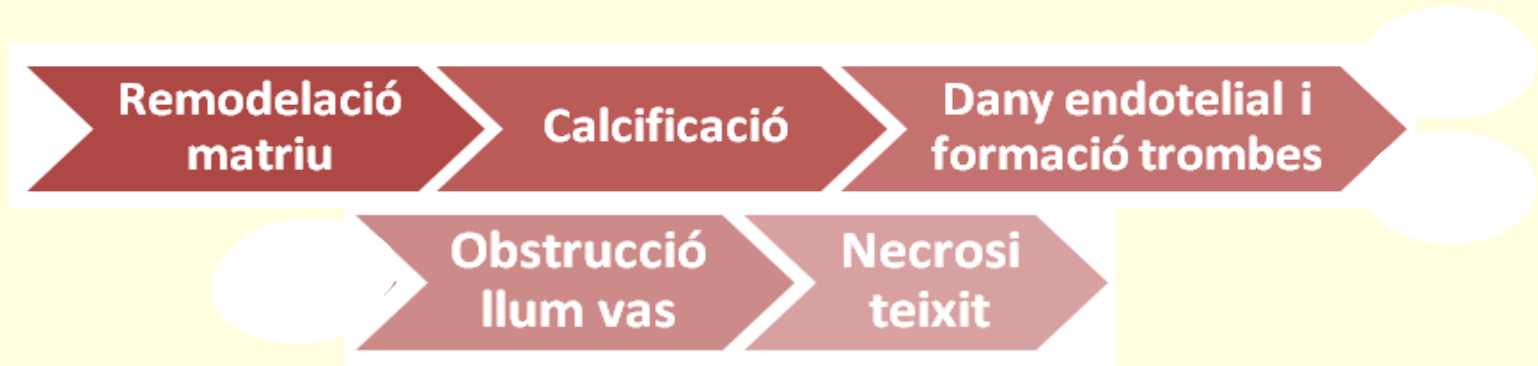 Remodelació
matriu
Calcificació
Dany endotelial i
formació trombes
Obstrucció
llum vas
Necrosi
teixit